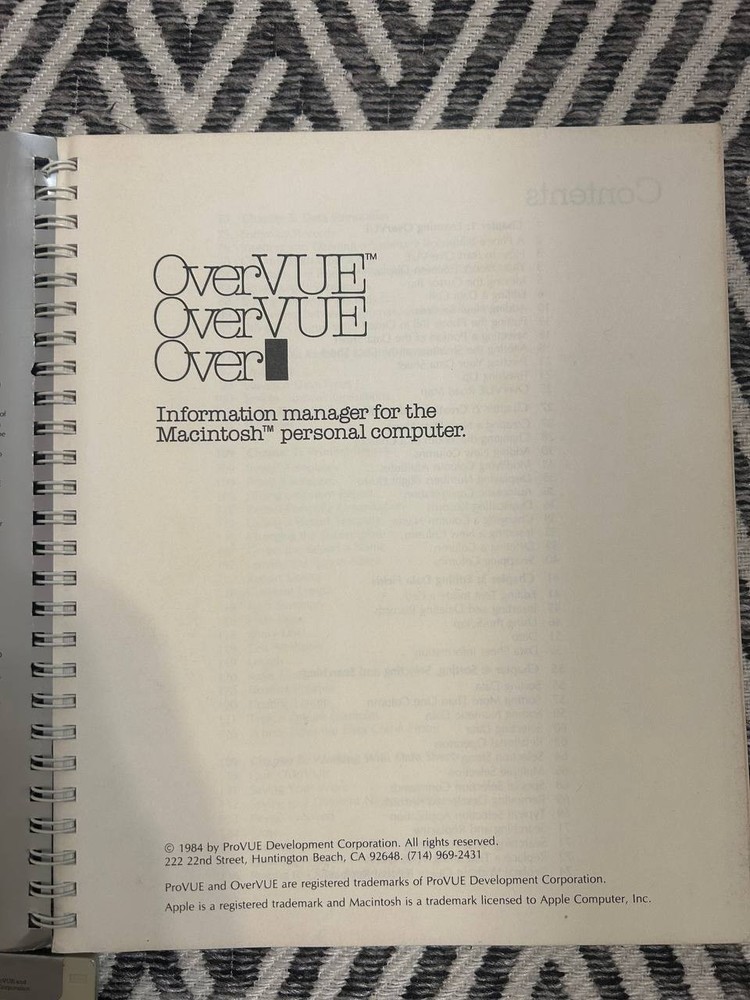 OverVUE™
OverVUE
Over
Information manager for the
Macintosh™ personal computer.
© 1984 by ProVUE Development Corporation. All rights reserved.
222 22nd Street, Huntington Beach, CA 92648. (714) 969-2431
ProVUE and OverVUE are registered trademarks of ProVUE Development Corporation.
Apple is a registered trademark and Macintosh is a trademark licensed to Apple Computer, Inc.
Contents